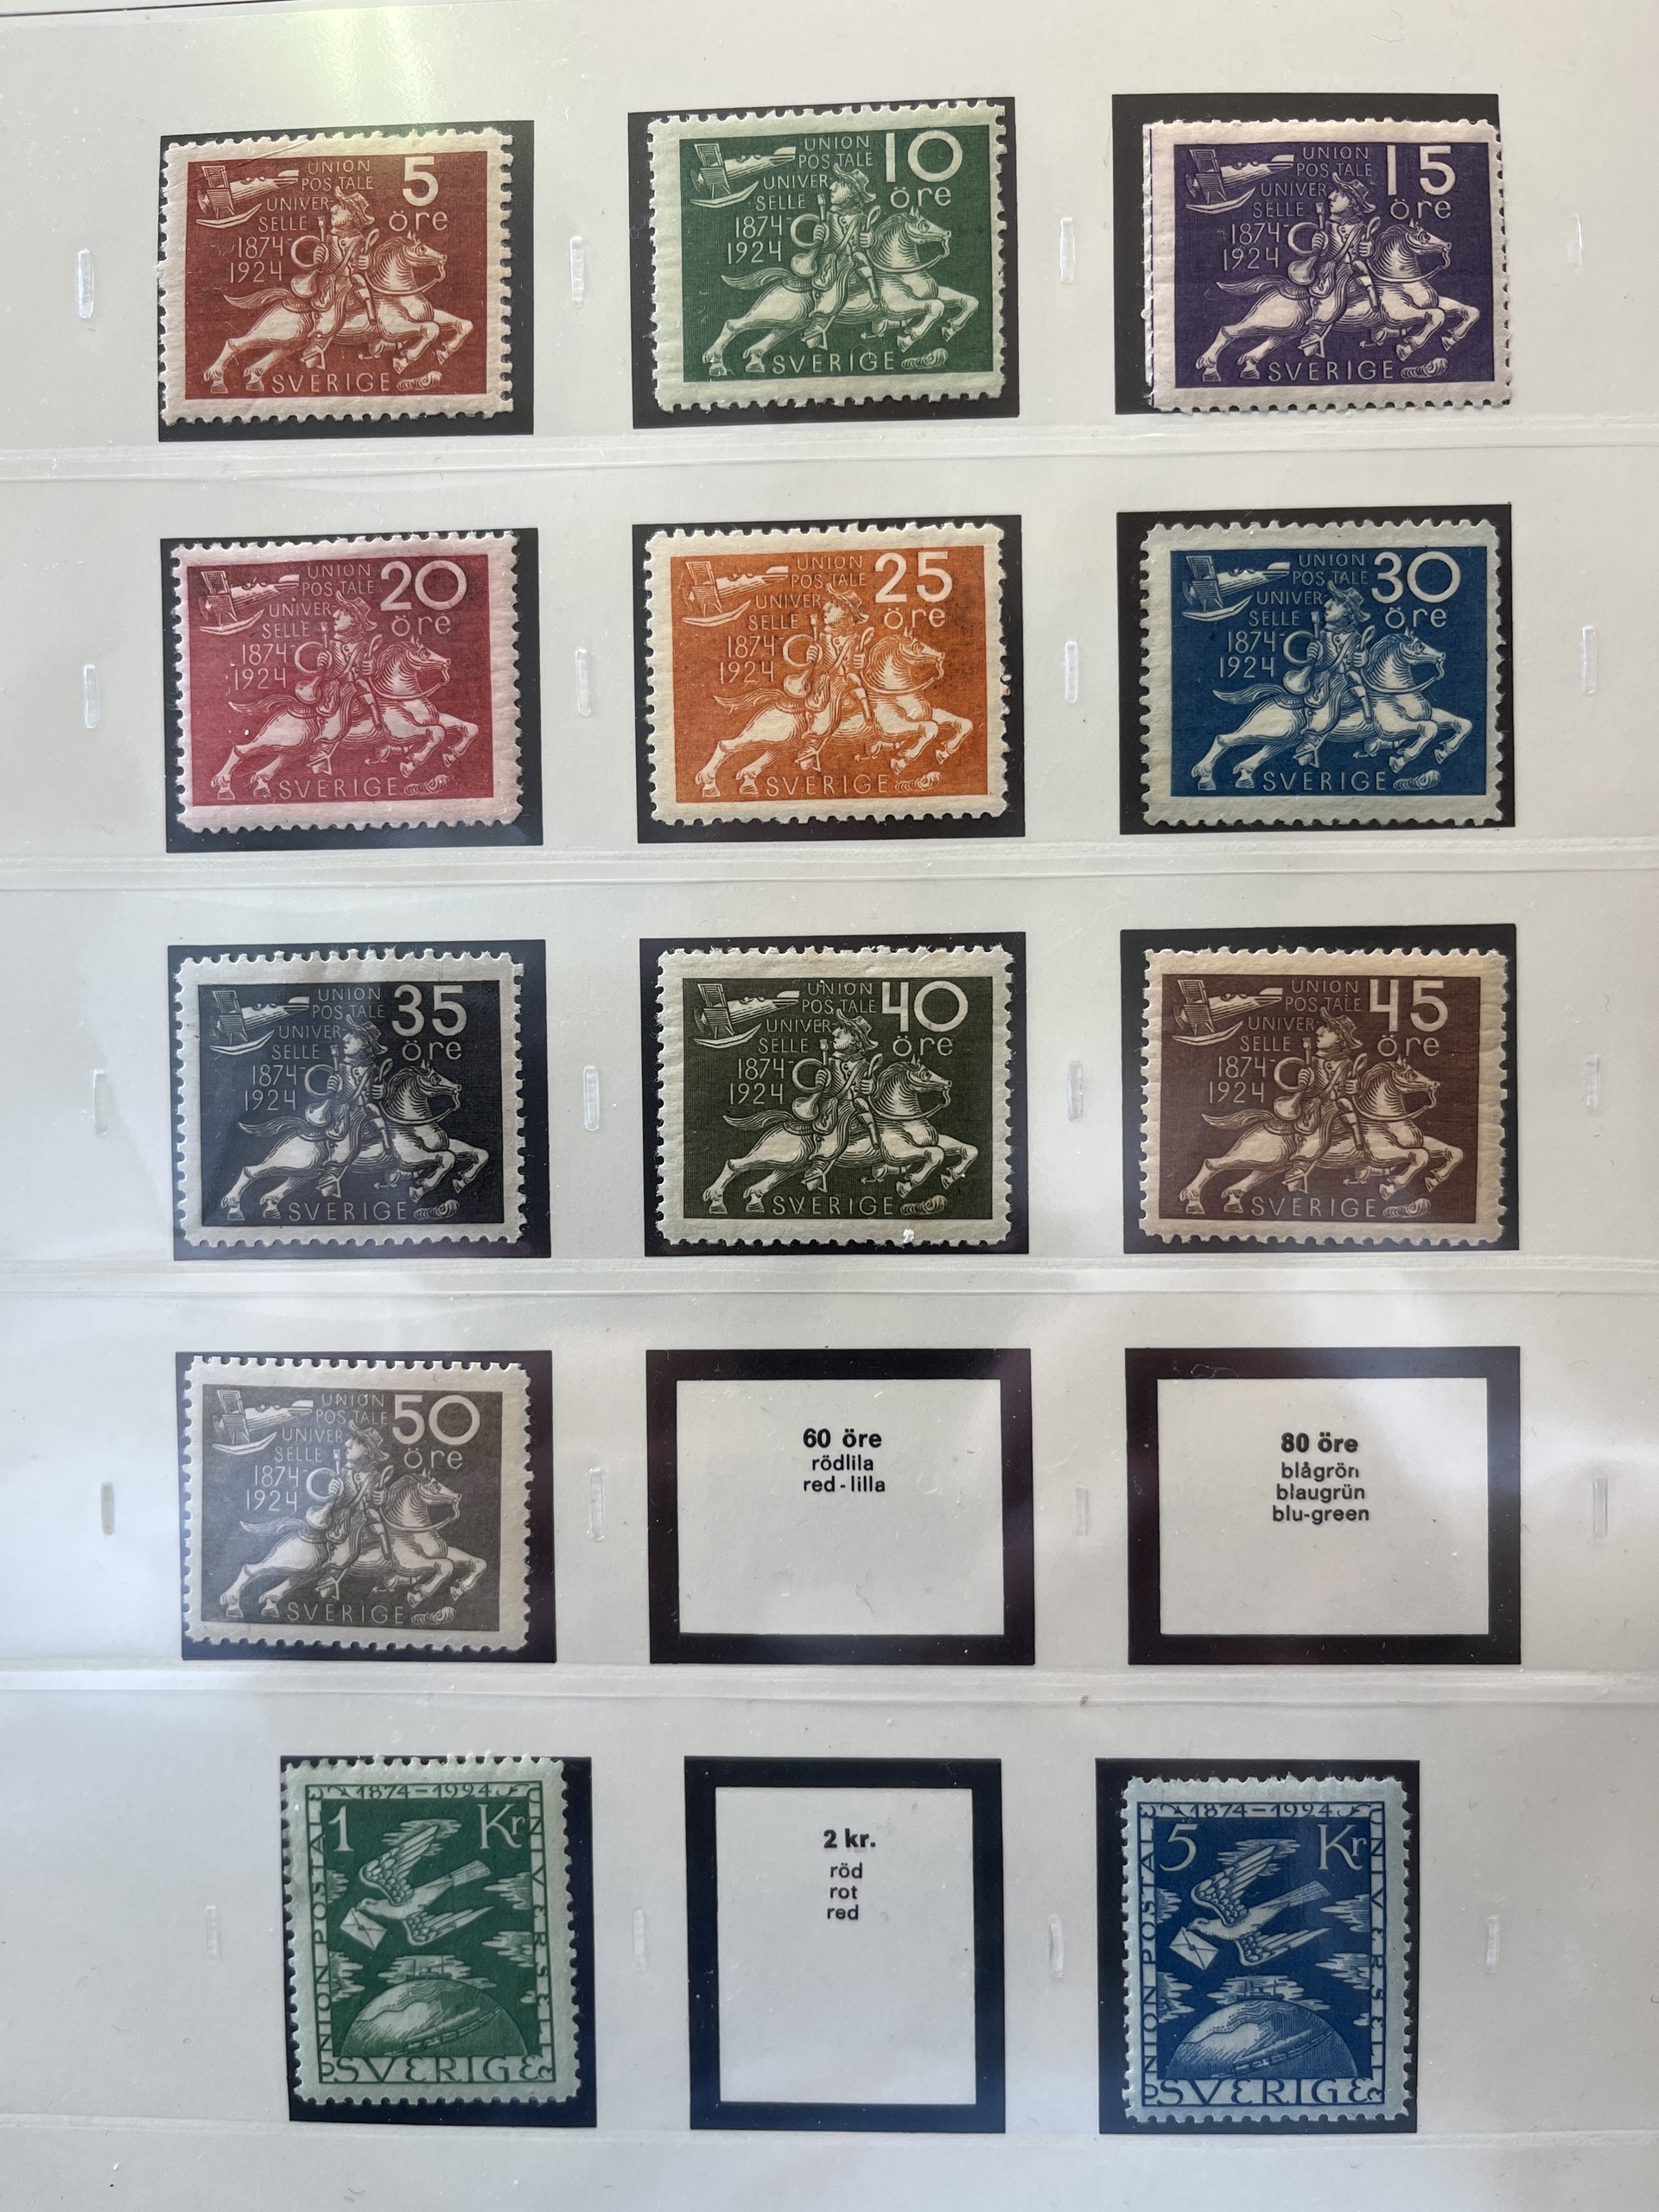 UNION
POSTALE
UNIVER
SELLE
1874-
1924
5
öre
SVERIGE
UNION
POSTALE
UNIVER
SELLE
1874-
1924
10
öre
SVERIGE
UNION
POSTALE
UNIVER
SELLE
1874-
1924
15
öre
SVERIGE
UNION
POSTALE
UNIVER
SELLE
1874-
1924
20
öre
SVERIGE
UNION
POSTALE
UNIVER
SELLE
1874-
1924
25
öre
SVERIGE
UNION
POSTALE
UNIVER
SELLE
1874-
1924
30
öre
SVERIGE
UNION
POSTALE
UNIVER
SELLE
1874-
1924
35
öre
SVERIGE
UNION
POSTALE
UNIVER
SELLE
1874-
1924
40
öre
SVERIGE
UNION
POSTALE
UNIVER
SELLE
1874-
1924
45
öre
SVERIGE
UNION
POSTALE
UNIVER
SELLE
1874-
1924
50
öre
SVERIGE
60 öre
rödlila
red-lilla
80 öre
blågrön
blaugrün
blu-green
1874-1924
1 Kr
UNION POSTALE
UNIVERSELLE
SVERIGE
2 kr.
röd
rot
red
1874-1924
5 Kr
UNION POSTALE
UNIVERSELLE
SVERIGE